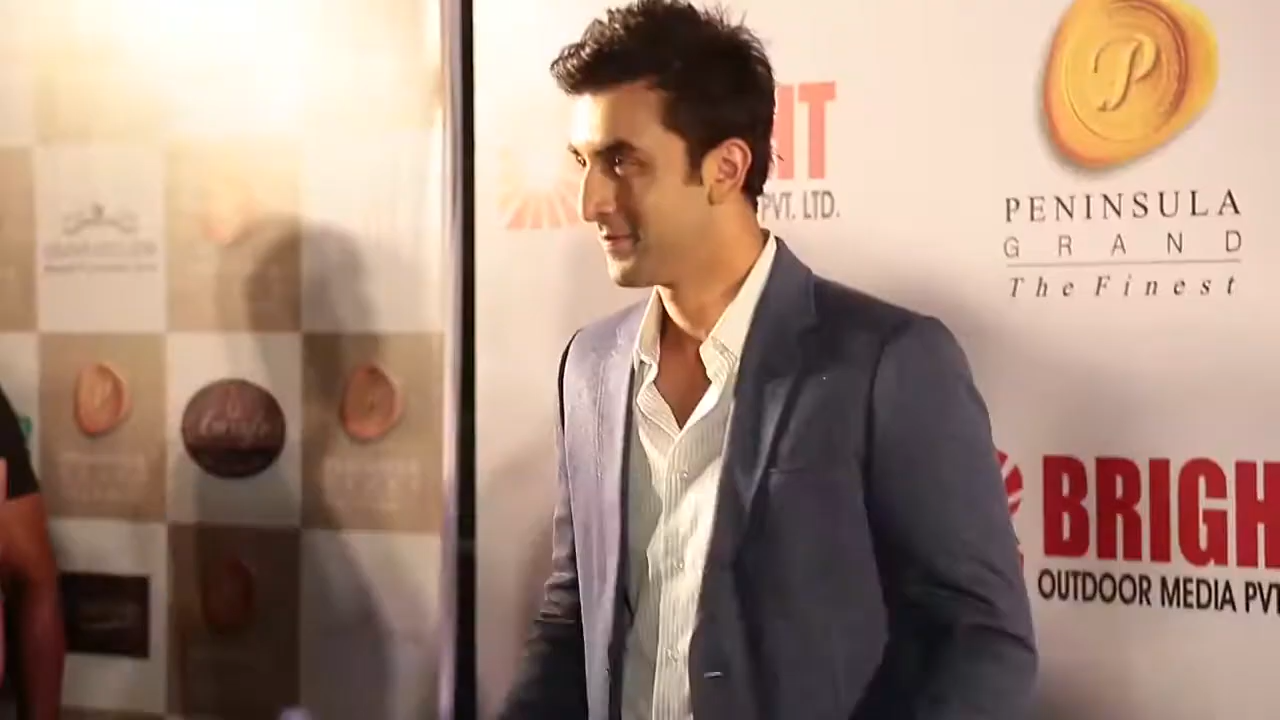 P
PENINSULA
GRAND
The Finest
HT
PVT. LTD.
BRIGH
OUTDOOR MEDIA PVT